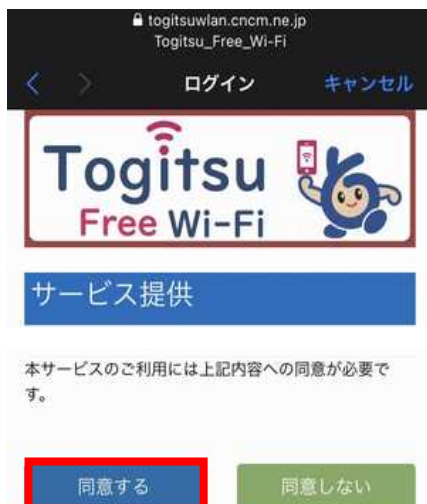 togitsuwlan.cncm.ne.jp
Togitsu_Free_Wi-Fi
ログイン
キャンセル
Togitsu
Free Wi-Fi
サービス提供
本サービスのご利用には上記内容への同意が必要で
す。
同意する
同意しない